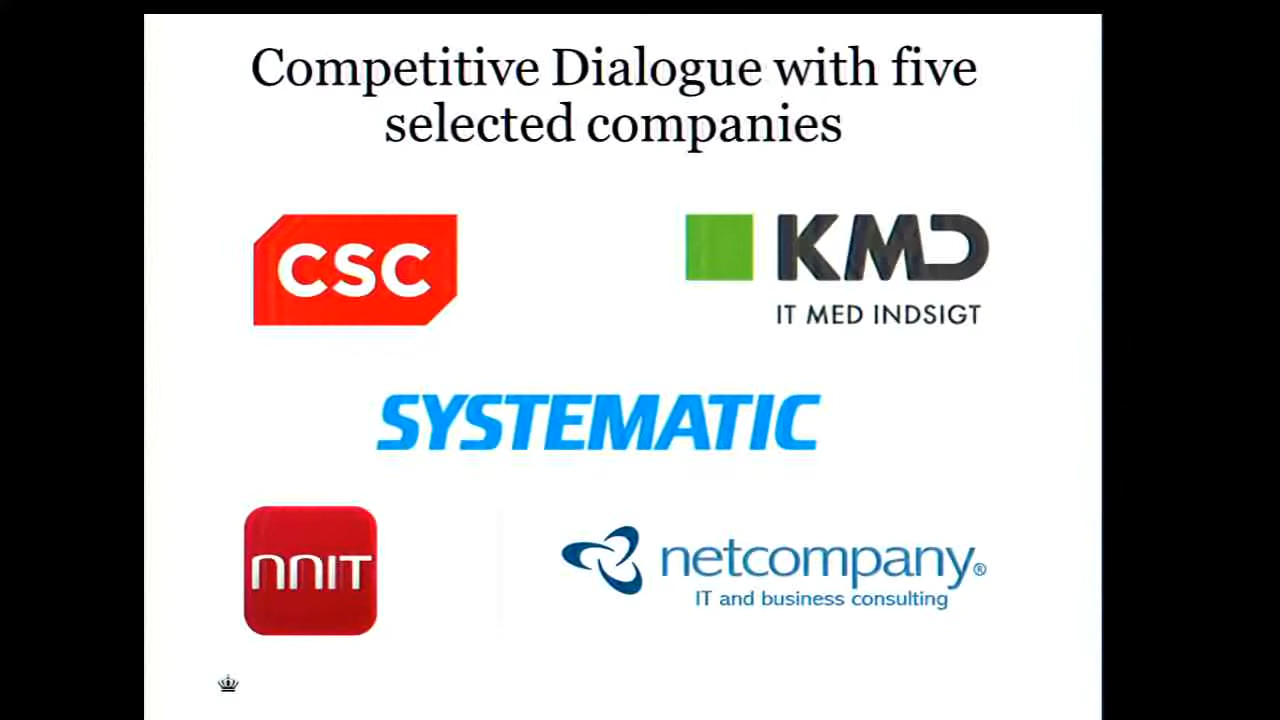 Competitive Dialogue with five
selected companies
CSC
KMD
IT MED INDSIGT
SYSTEMATIC
nnIT
netcompany®
IT and business consulting